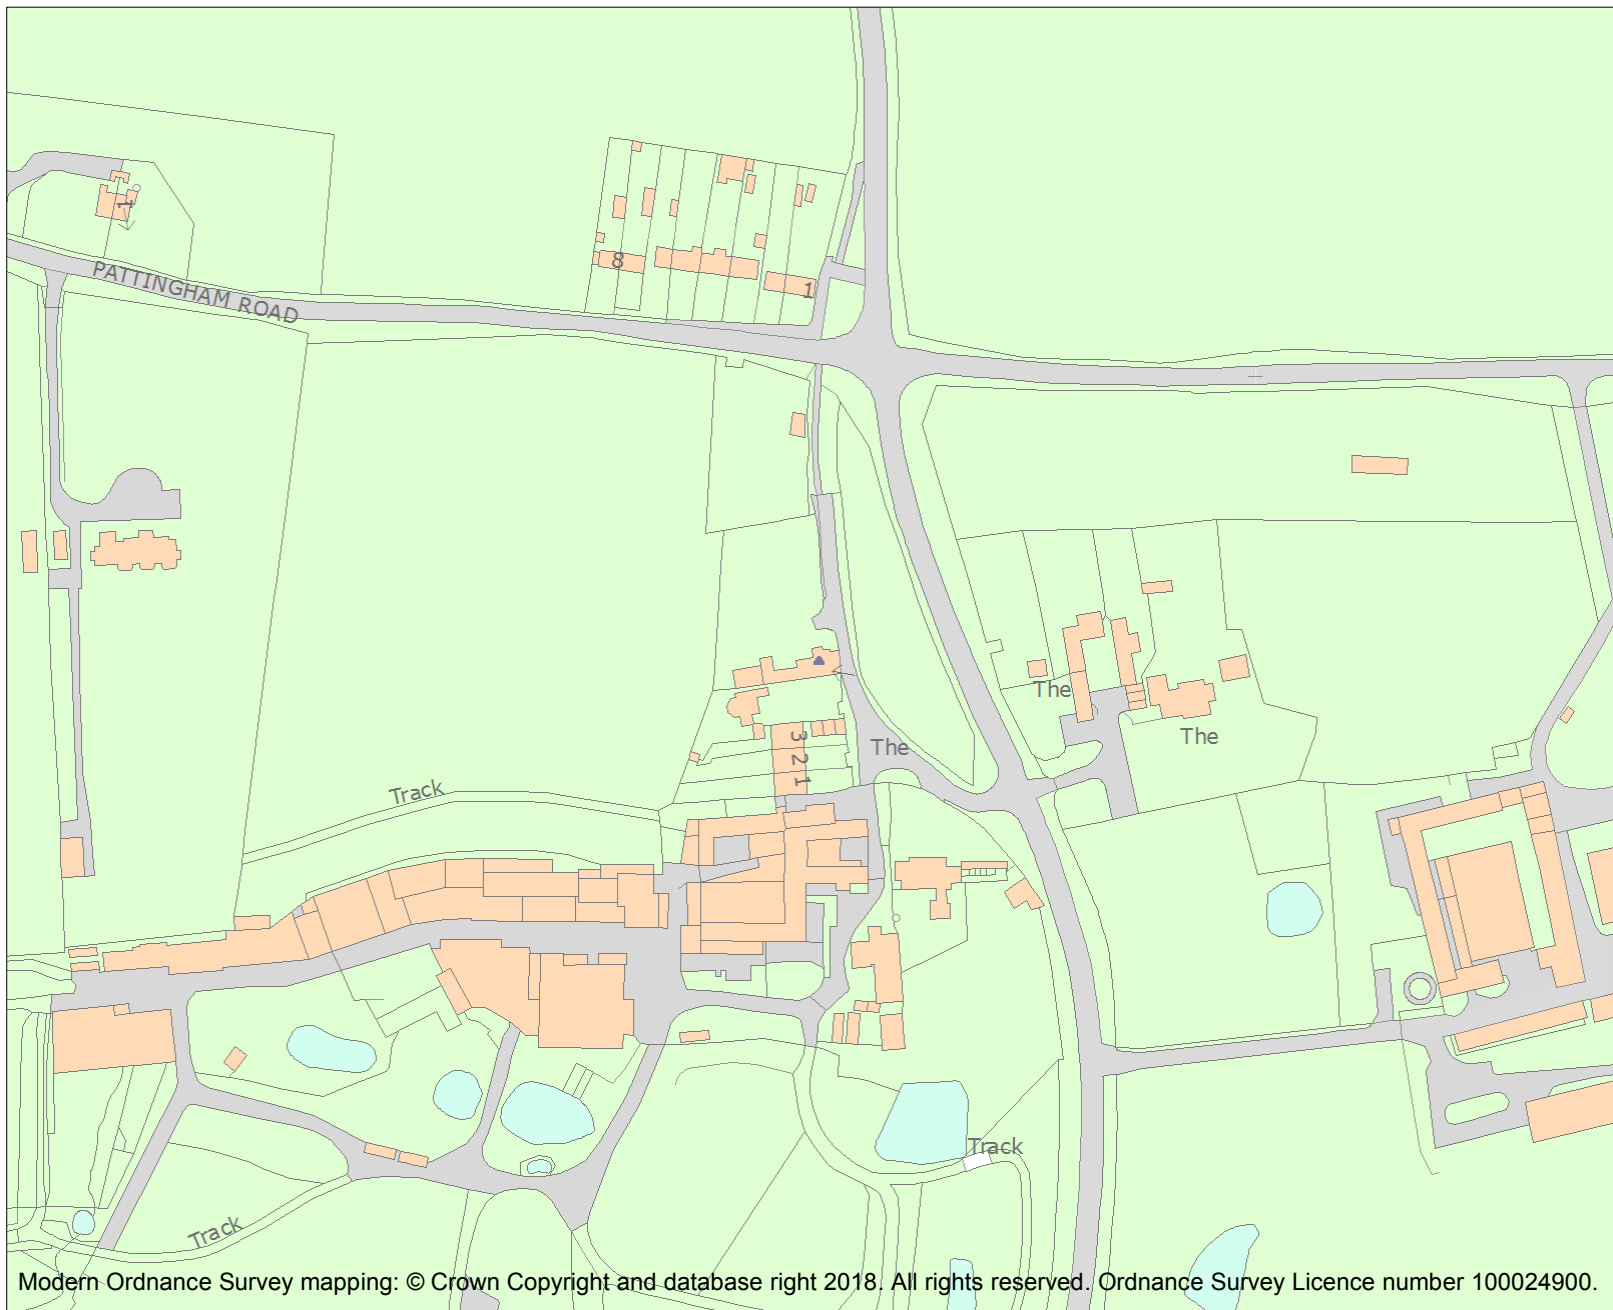 1
PATTINGHAM ROAD
8
1
The
The
The
3
2
1
Track
Track
Track
Modern Ordnance Survey mapping: © Crown Copyright and database right 2018. All rights reserved. Ordnance Survey Licence number 100024900.